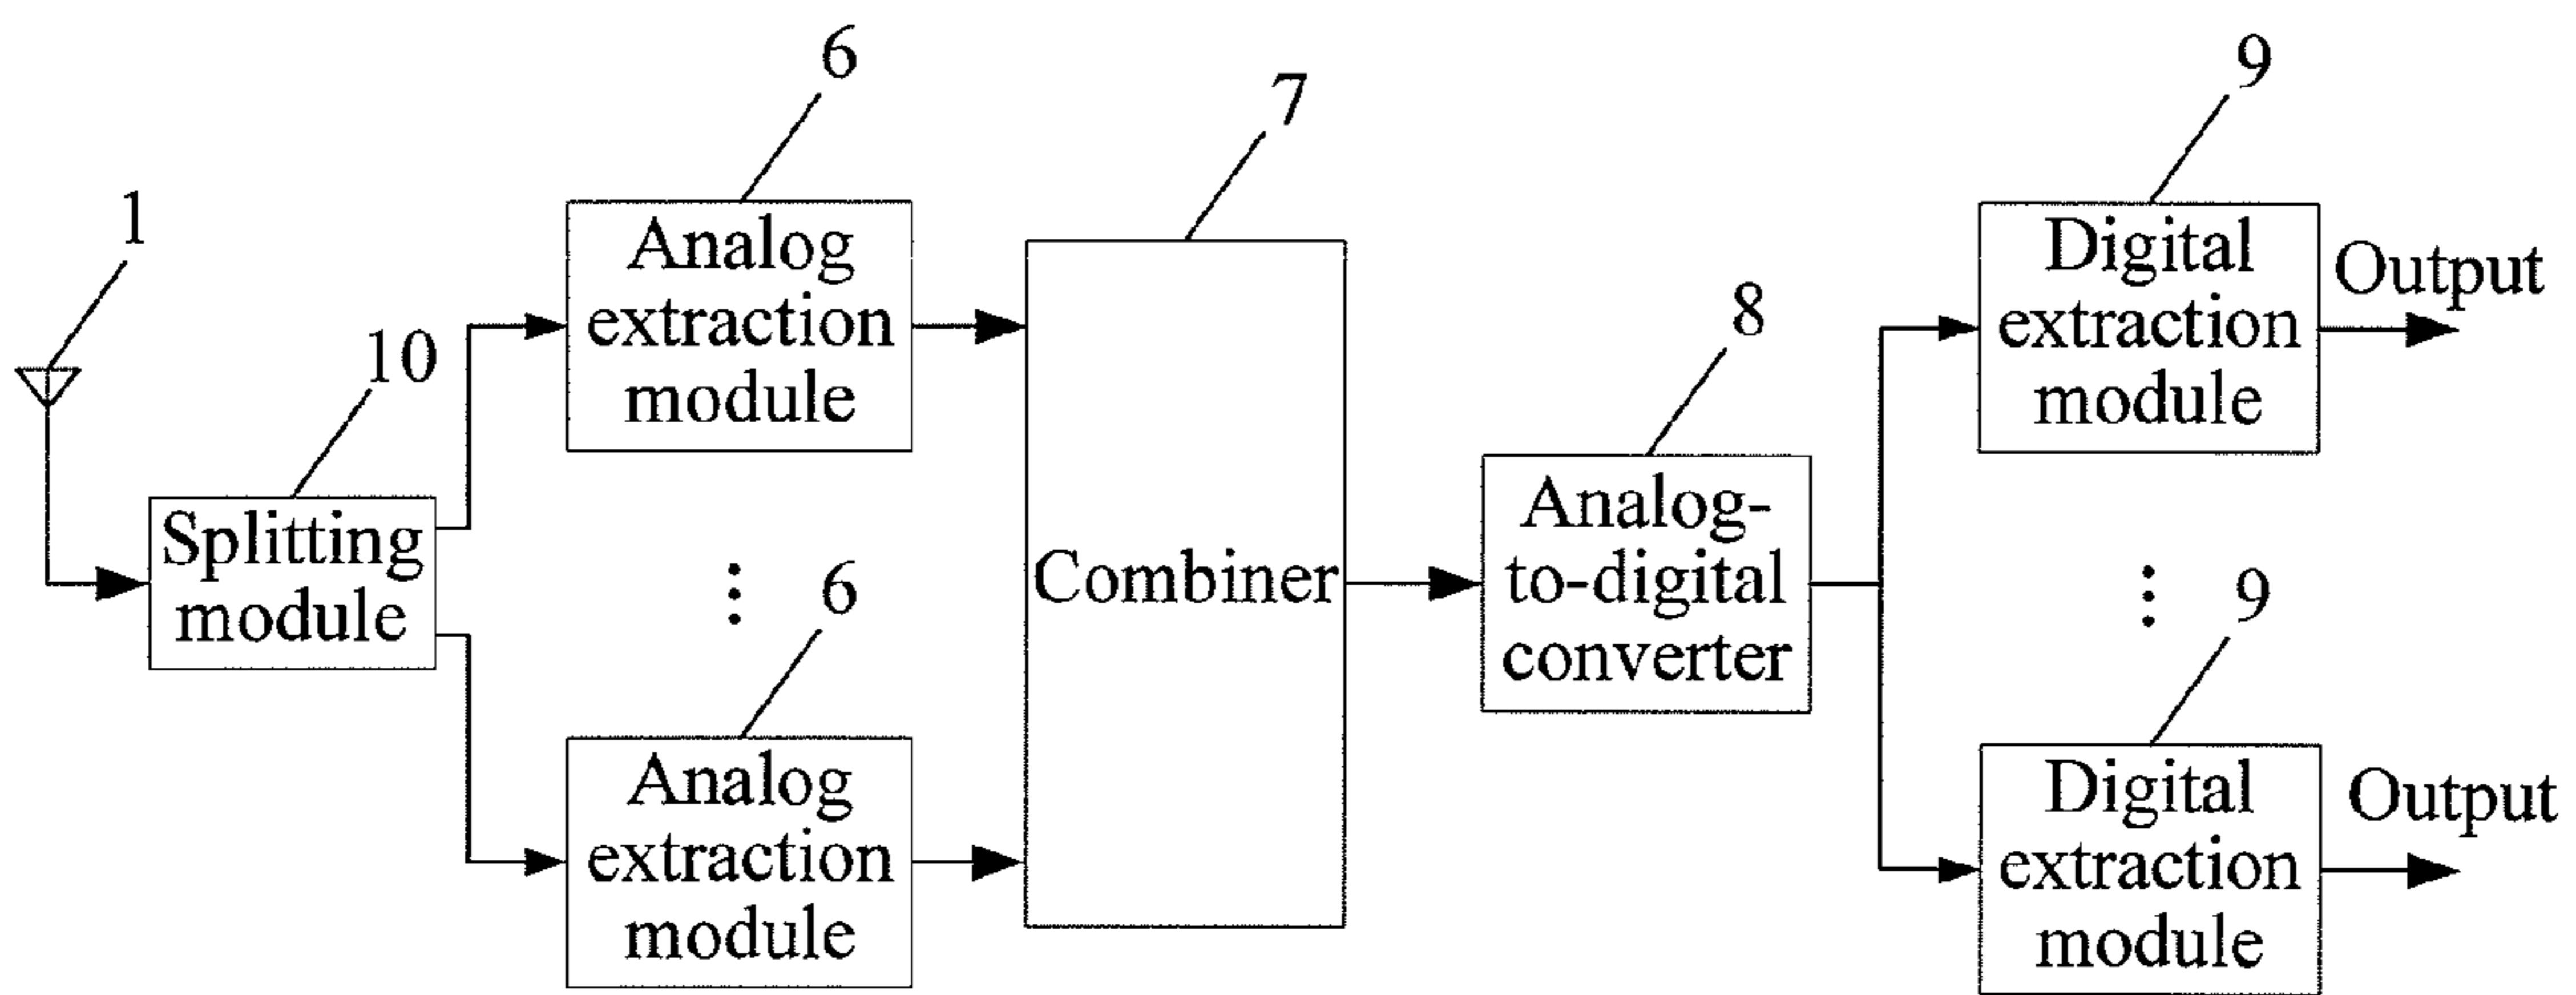 1
10
Splitting
module
6
Analog
extraction
module
6
Analog
extraction
module
7
Combiner
8
Analog-
to-digital
converter
9
Digital
extraction
module
Output
9
Digital
extraction
module
Output